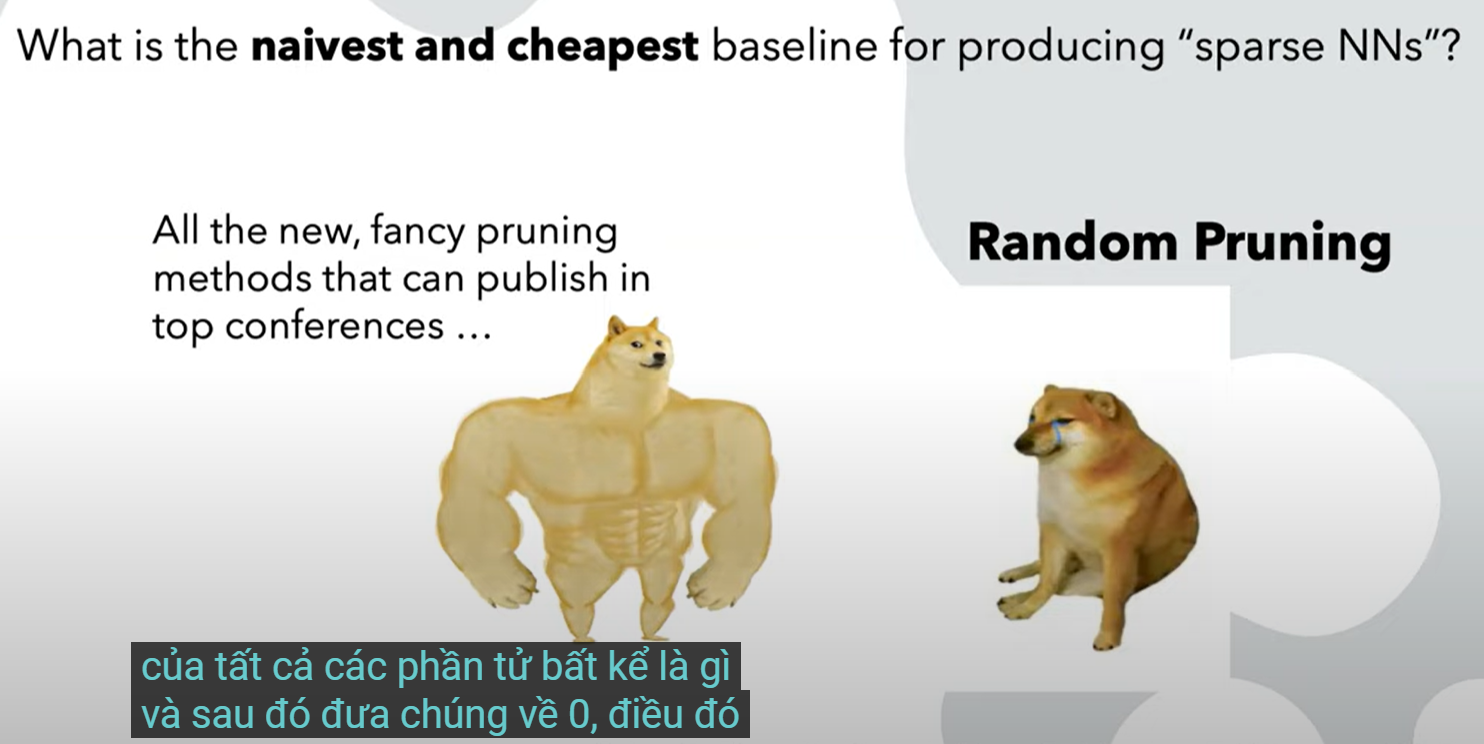 What is the naivest and cheapest baseline for producing “sparse NNs”?
All the new, fancy pruning
methods that can publish in
top conferences ...
Random Pruning
của tất cả các phần tử bất kể là gì
và sau đó đưa chúng về 0, điều đó